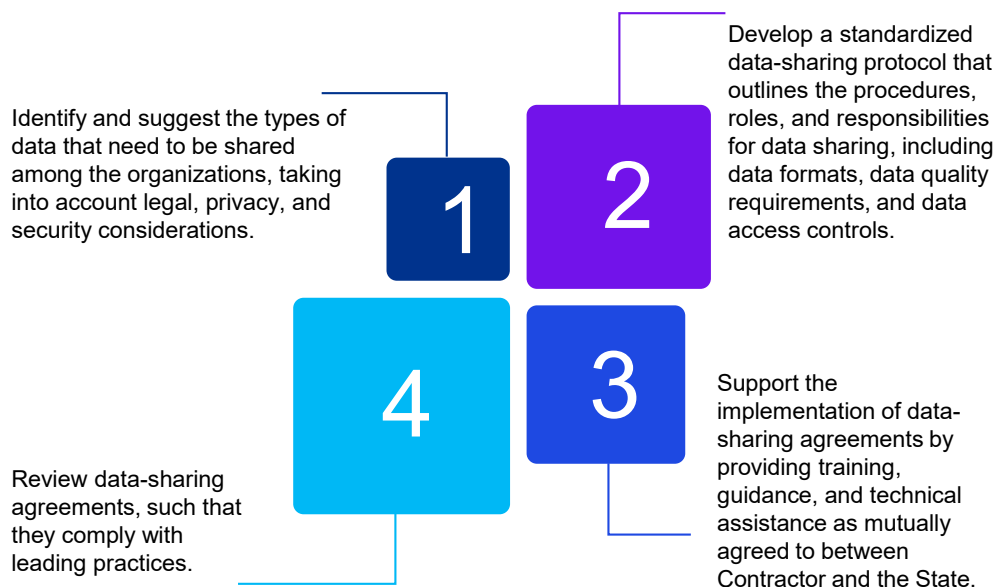 Identify and suggest the types of
data that need to be shared
among the organizations, taking
into account legal, privacy, and
security considerations.
1
2
Develop a standardized
data-sharing protocol that
outlines the procedures,
roles, and responsibilities
for data sharing, including
data formats, data quality
requirements, and data
access controls.
3
Support the
implementation of data-
sharing agreements by
providing training,
guidance, and technical
assistance as mutually
agreed to between
Contractor and the State.
4
Review data-sharing
agreements, such that
they comply with
leading practices.